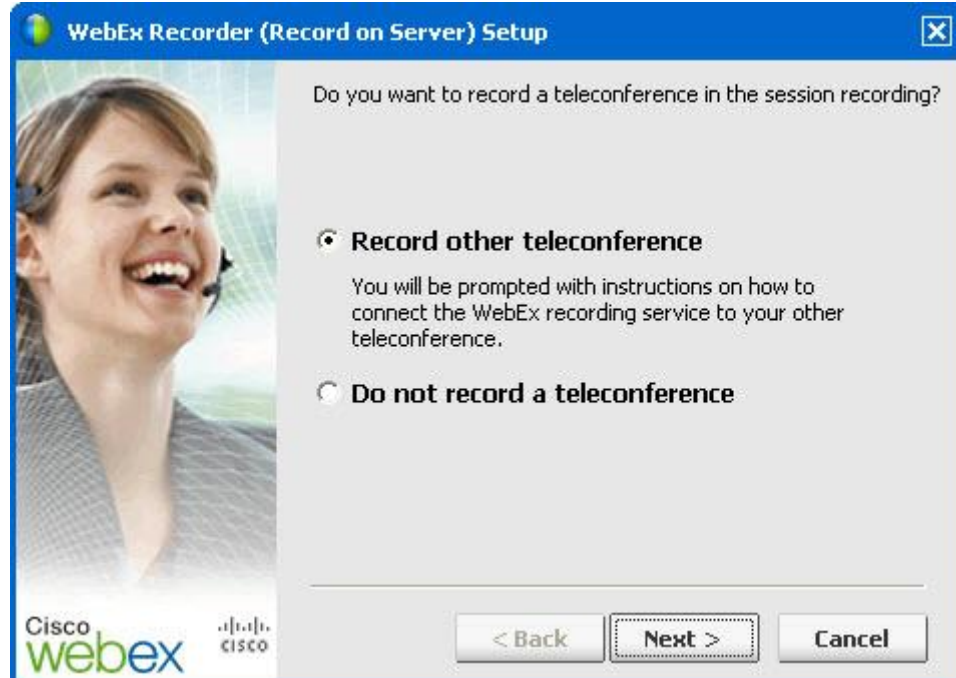 WebEx Recorder (Record on Server) Setup
Do you want to record a teleconference in the session recording?
Record other teleconference
You will be prompted with instructions on how to
connect the WebEx recording service to your other
teleconference.
Do not record a teleconference
Cisco
webex
CISCO
< Back
Next >
Cancel